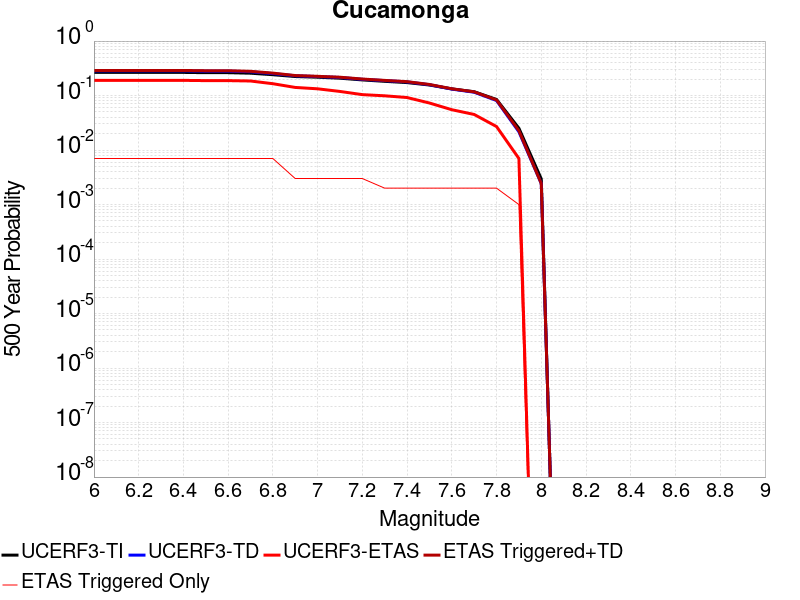 Cucamonga
10^0
10^-1
10^-2
10^-3
10^-4
10^-5
10^-6
10^-7
10^-8
500 Year Probability
6 6.2 6.4 6.6 6.8 7 7.2 7.4 7.6 7.8 8 8.2 8.4 8.6 8.8 9
Magnitude
UCERF3-TI UCERF3-TD UCERF3-ETAS ETAS Triggered+TD
ETAS Triggered Only